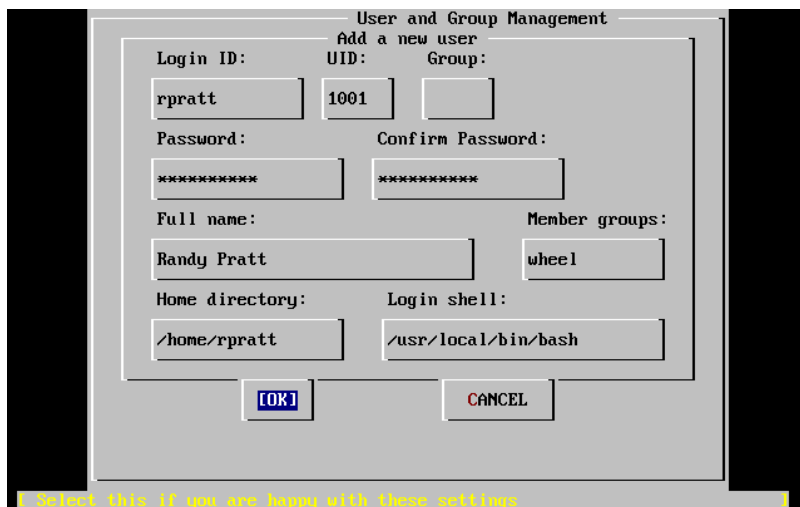 User and Group Management
Add a new user
Login ID: UID: Group:
rpratt 1001
Password: Confirm Password:
********** **********
Full name: Member groups:
Randy Pratt wheel
Home directory: Login shell:
/home/rpratt /usr/local/bin/bash
[OK] CANCEL
[ Select this if you are happy with these settings ]